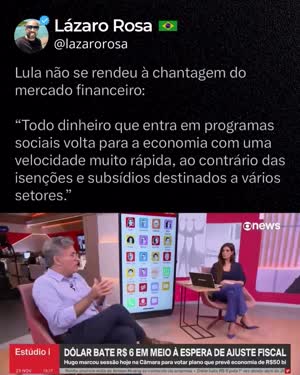 Lázaro Rosa
@lazarorosa
Lula não se rendeu à chantagem do
mercado financeiro:
“Todo dinheiro que entra em programas
sociais volta para a economia com uma
velocidade muito rápida, ao contrário das
isenções e subsídios destinados a vários
setores.”
gnews
Estúdio i
DÓLAR BATE R$ 6 EM MEIO À ESPERA DE AJUSTE FISCAL
Hugo marcou sessão hoje na Câmara para votar plano que prevê economia de R$50 bi